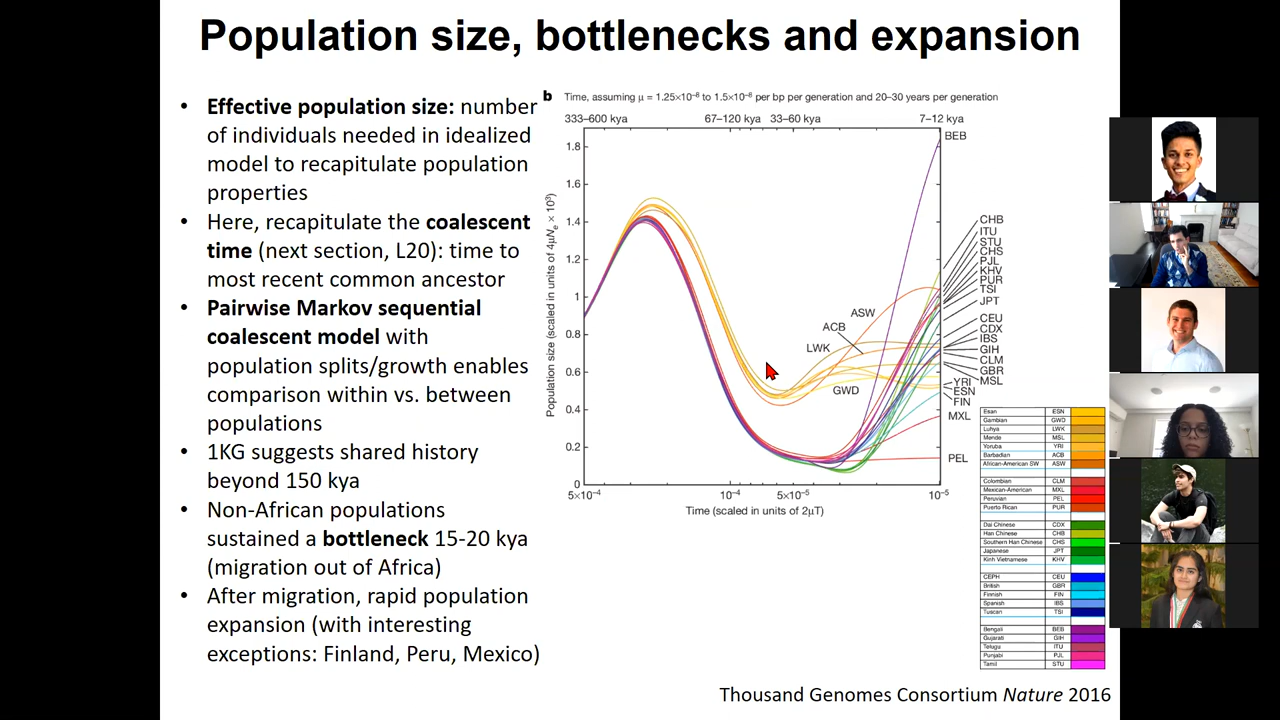 Population size, bottlenecks and expansion
• Effective population size: number
of individuals needed in idealized
model to recapitulate population
properties
• Here, recapitulate the coalescent
time (next section, L20): time to
most recent common ancestor
• Pairwise Markov sequential
coalescent model with
population splits/growth enables
comparison within vs. between
populations
• 1KG suggests shared history
beyond 150 kya
• Non-African populations
sustained a bottleneck 15-20 kya
(migration out of Africa)
• After migration, rapid population
expansion (with interesting
exceptions: Finland, Peru, Mexico)
b Time, assuming μ = 1.25×10⁻⁸ to 1.5×10⁻⁸ per bp per generation and 20–30 years per generation
333–600 kya 67–120 kya 33–60 kya 7–12 kya
Population size (scaled in units of 4μNₑ × 10³)
1.8
1.6
1.4
1.2
1
0.8
0.6
0.4
0.2
0
5×10⁻⁴ 10⁻⁴ 5×10⁻⁵ 10⁻⁵
Time (scaled in units of 2μT)
ASW
ACB
LWK
GWD
BEB
CHB
ITU
STU
CHS
PJL
KHV
PUR
TSI
JPT
CEU
CDX
IBS
GIH
CLM
GBR
MSL
YRI
ESN
FIN
MXL
PEL
Esan ESN
Gambian GWD
Luhya LWK
Mende MSL
Yoruba YRI
Barbadian ACB
African-American SW ASW
Colombian CLM
Mexican-American MXL
Peruvian PEL
Puerto Rican PUR
Dai Chinese CDX
Han Chinese CHB
Southern Han Chinese CHS
Japanese JPT
Kinh Vietnamese KHV
CEPH CEU
British GBR
Finnish FIN
Spanish IBS
Tuscan TSI
Bengali BEB
Gujarati GIH
Telugu ITU
Punjabi PJL
Tamil STU
Thousand Genomes Consortium Nature 2016